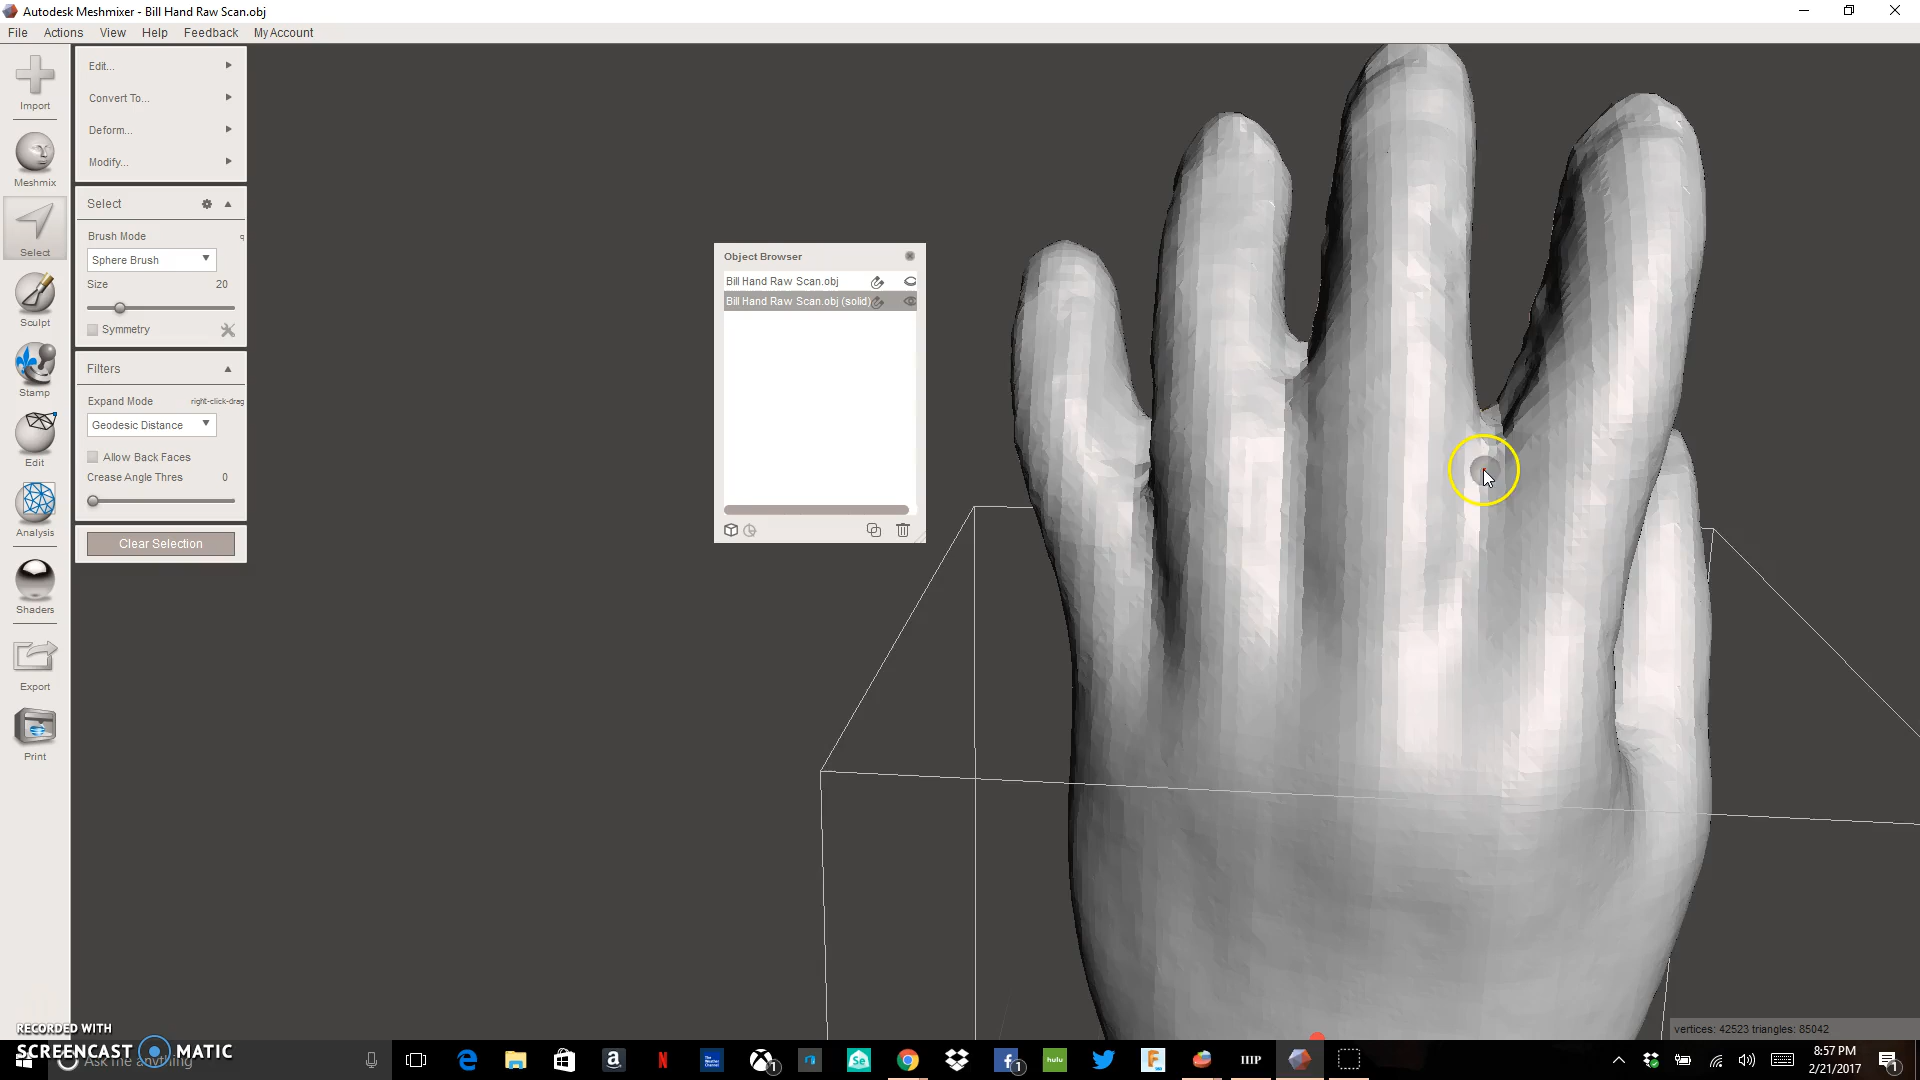 Autodesk Meshmixer - Bill Hand Raw Scan.obj
File Actions View Help Feedback My Account
Import
Meshmix
Select
Sculpt
Stamp
Edit
Analysis
Shaders
Export
Print
Edit...
Convert To...
Deform...
Modify...
Select
Brush Mode
Sphere Brush
Size 20
Symmetry
Filters
Expand Mode right-click-drag
Geodesic Distance
Allow Back Faces
Crease Angle Thres 0
Clear Selection
Object Browser
Bill Hand Raw Scan.obj
Bill Hand Raw Scan.obj (solid)
vertices: 42523 triangles: 85042
RECORDED WITH
SCREENCAST MATIC
Ask me anything
hulu
8:57 PM
2/21/2017